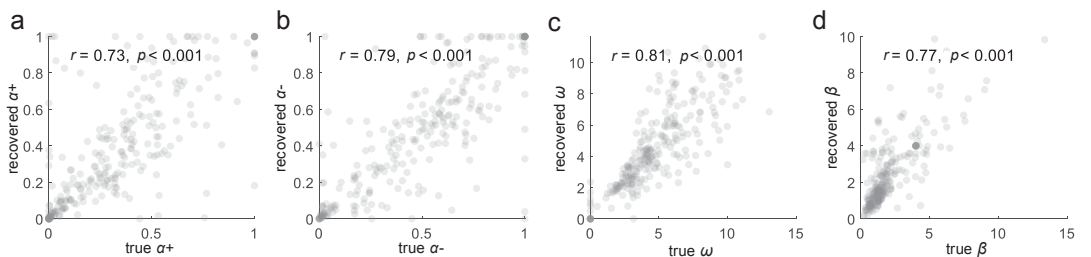 a
r = 0.73, p < 0.001
recovered α+
1
0.8
0.6
0.4
0.2
0
0
0.5
1
true α+
b
r = 0.79, p < 0.001
recovered α-
1
0.8
0.6
0.4
0.2
0
0
0.5
1
true α-
c
r = 0.81, p < 0.001
recovered ω
10
8
6
4
2
0
0
5
10
15
true ω
d
r = 0.77, p < 0.001
recovered β
10
8
6
4
2
0
0
5
10
15
true β